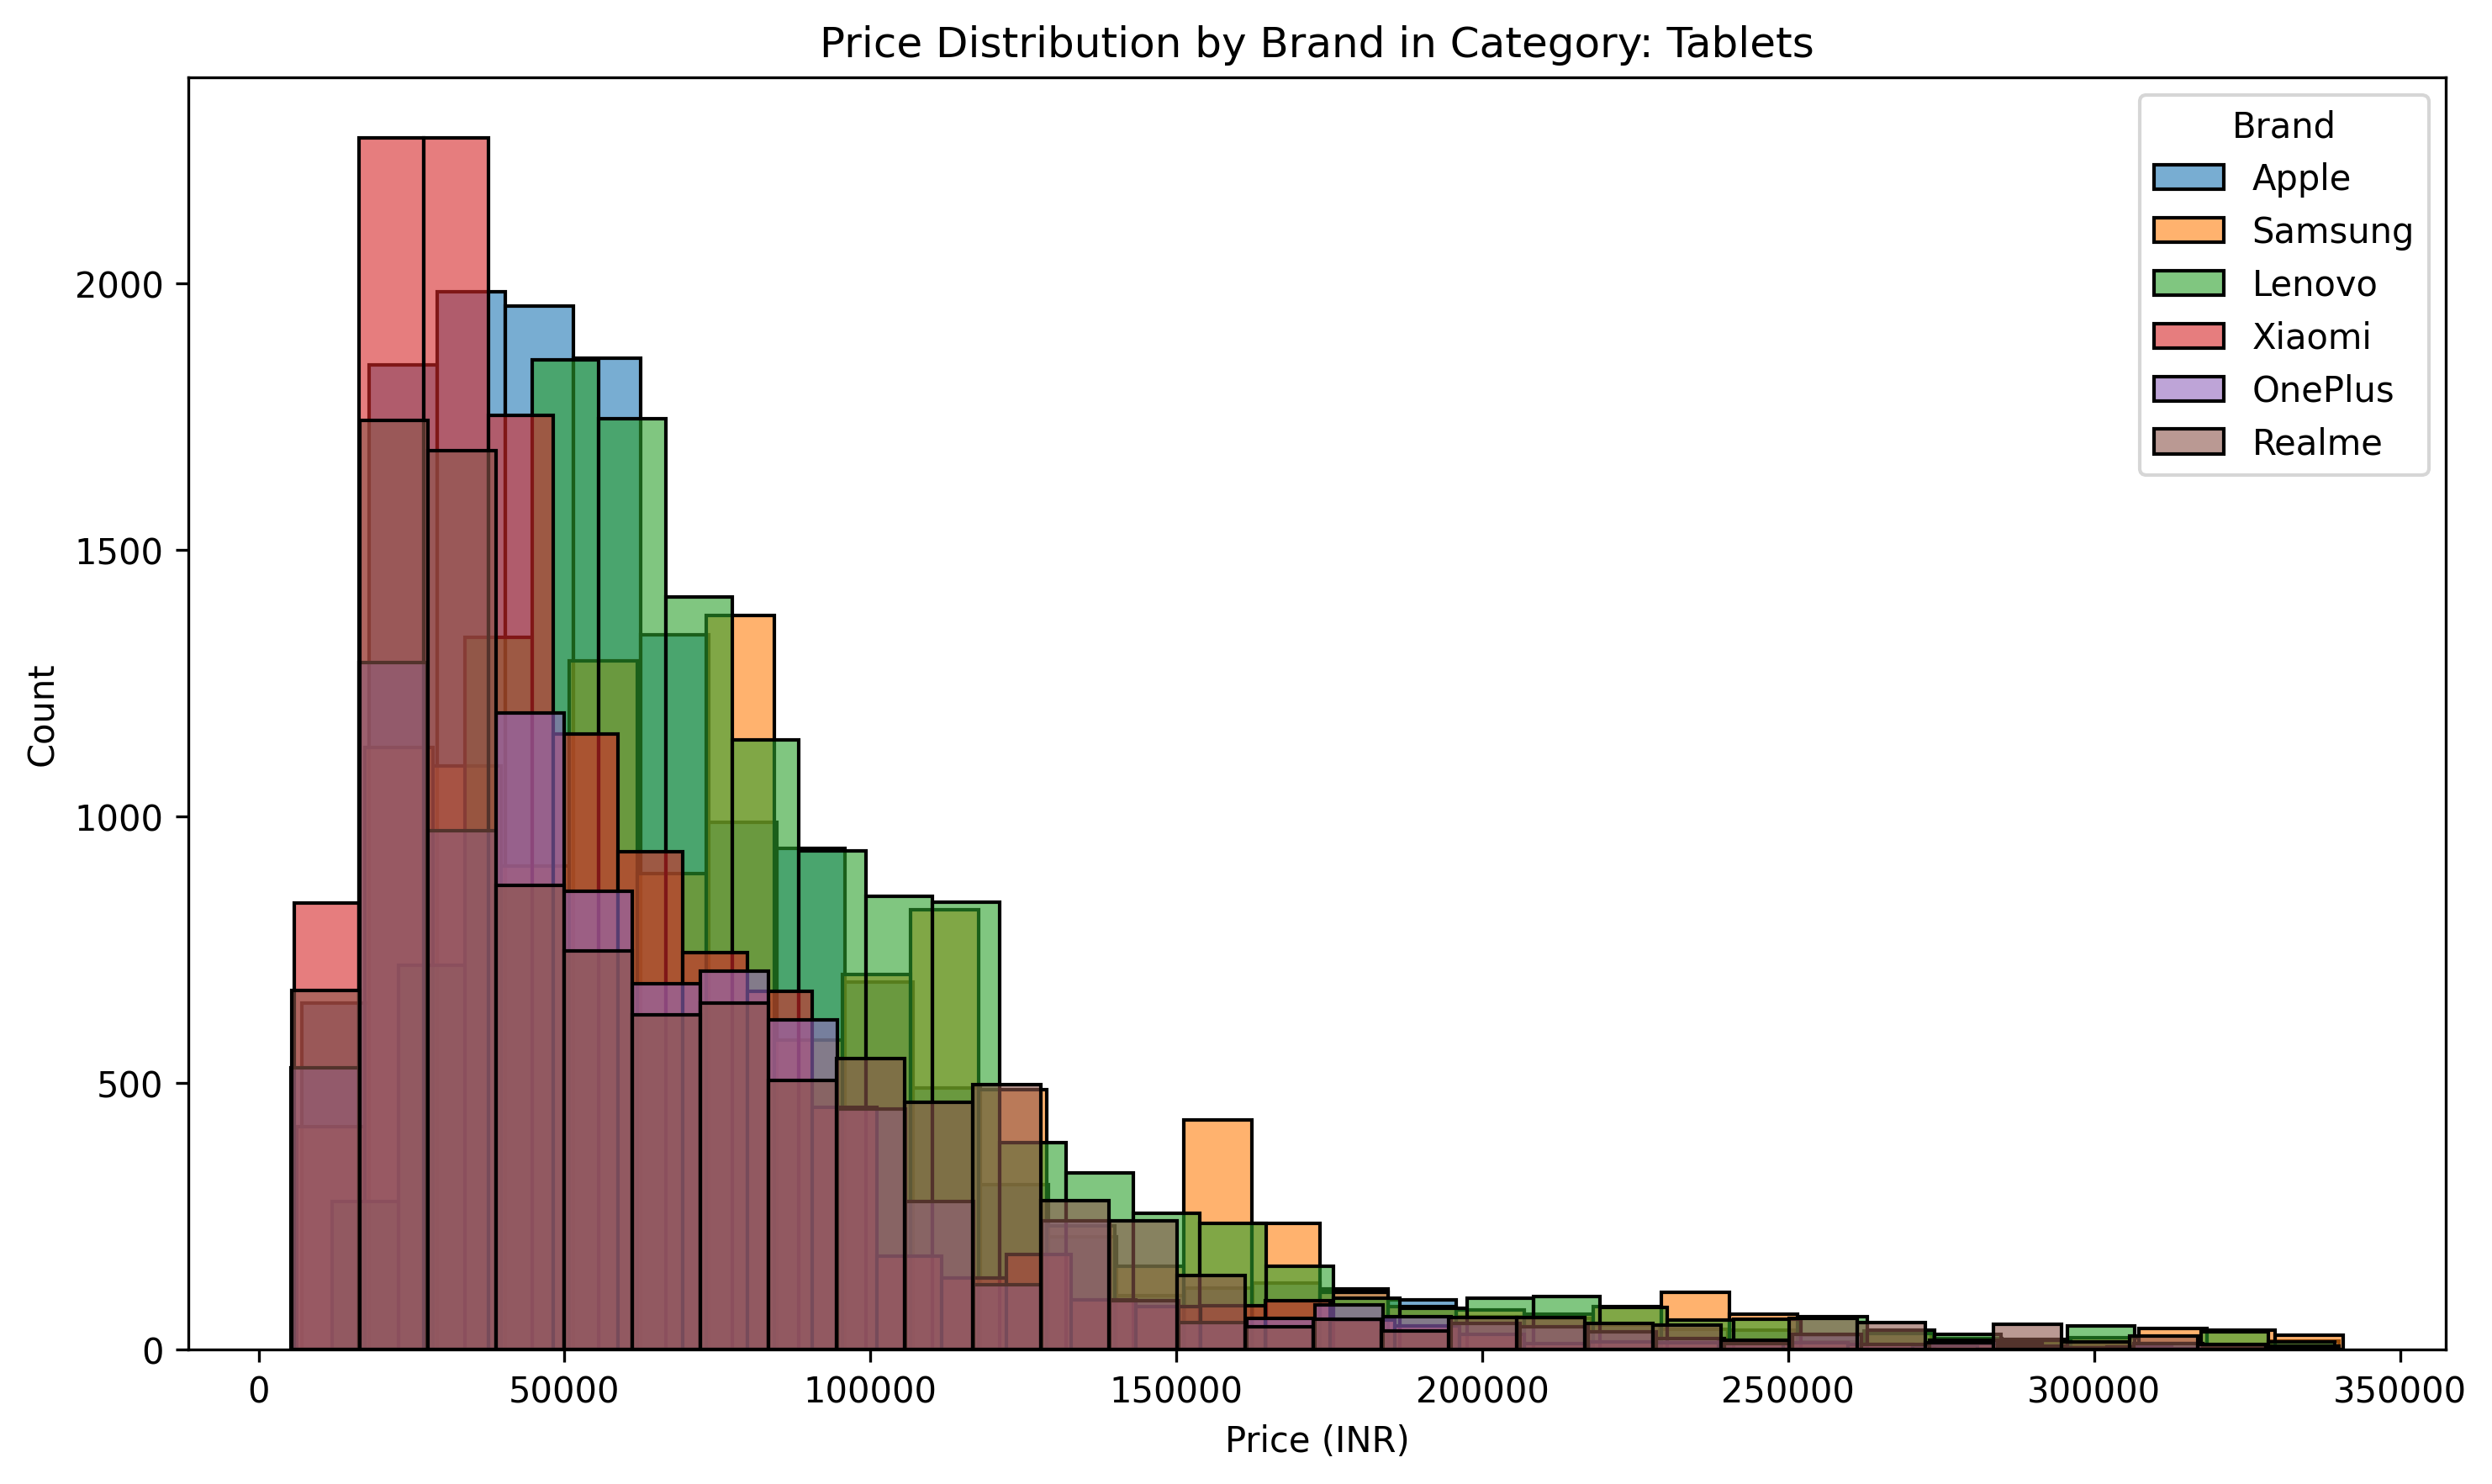 Price Distribution by Brand in Category: Tablets
Brand
Apple
Samsung
Lenovo
Xiaomi
OnePlus
Realme
Count
2000
1500
1000
500
0
0 50000 100000 150000 200000 250000 300000 350000
Price (INR)